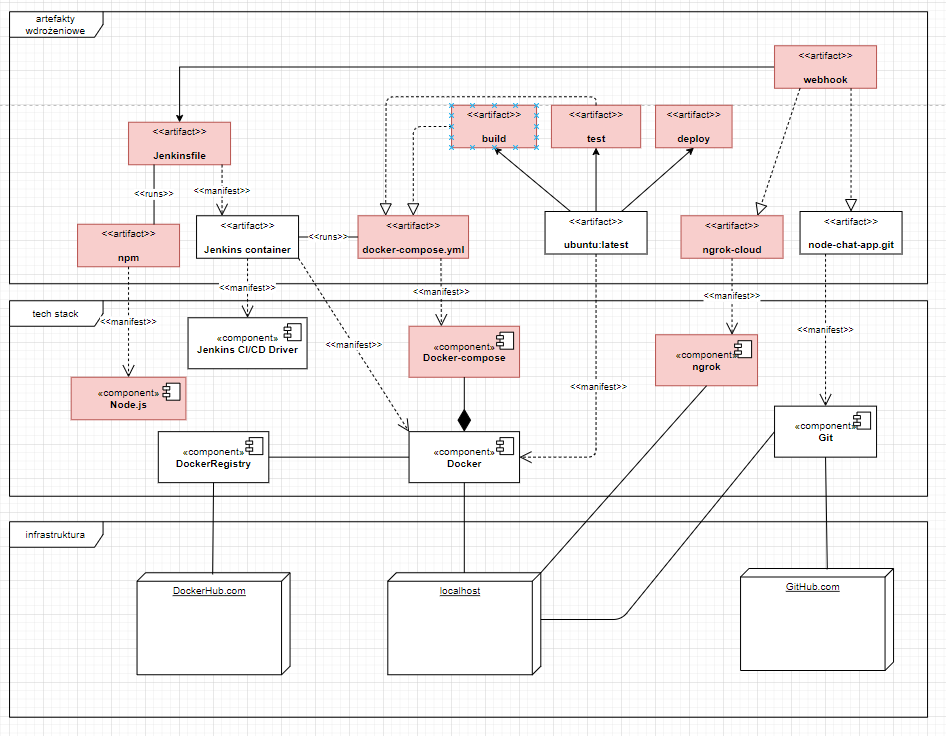 artefakty
wdrożeniowe
<<artifact>>
webhook
<<artifact>>
build
<<artifact>>
test
<<artifact>>
deploy
<<artifact>>
Jenkinsfile
<<runs>>
<<manifest>>
<<artifact>>
npm
<<artifact>>
Jenkins container
<<runs>>
<<artifact>>
docker-compose.yml
<<artifact>>
ubuntu:latest
<<artifact>>
ngrok-cloud
<<artifact>>
node-chat-app.git
<<manifest>>
<<manifest>>
<<manifest>>
tech stack
<<manifest>>
<<manifest>>
<<manifest>>
<<manifest>>
«component»
Jenkins CI/CD Driver
«component»
Docker-compose
«component»
ngrok
«component»
Node.js
«component»
Git
«component»
DockerRegistry
«component»
Docker
infrastruktura
DockerHub.com
localhost
GitHub.com